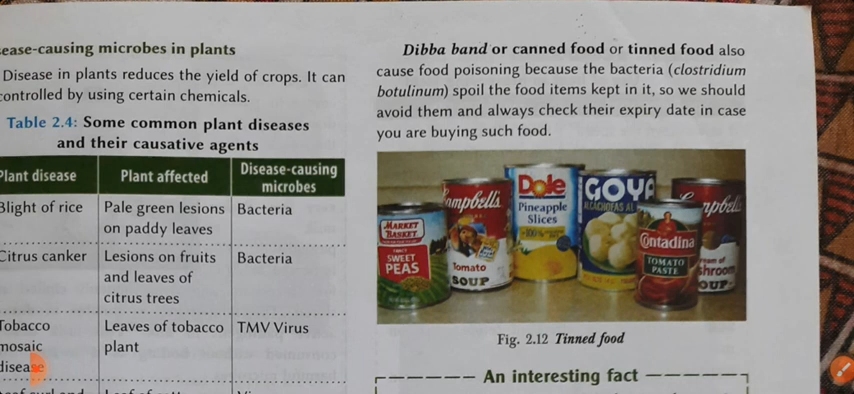 ease-causing microbes in plants
Disease in plants reduces the yield of crops. It can
controlled by using certain chemicals.
Table 2.4: Some common plant diseases
and their causative agents
Plant disease Plant affected Disease-causing
microbes
Blight of rice Pale green lesions Bacteria
on paddy leaves
Citrus canker Lesions on fruits Bacteria
and leaves of
citrus trees
Tobacco Leaves of tobacco TMV Virus
mosaic plant
disease
Dibba band or canned food or tinned food also
cause food poisoning because the bacteria (clostridium
botulinum) spoil the food items kept in it, so we should
avoid them and always check their expiry date in case
you are buying such food.
MARKET
BASKET
SWEET
PEAS
Campbell's
Tomato
SOUP
Dole
Pineapple
Slices
100%
GOYA
ALCACHOFAS AL
Contadina
TOMATO
PASTE
mpbell's
shroom
OUP
Fig. 2.12 Tinned food
An interesting fact